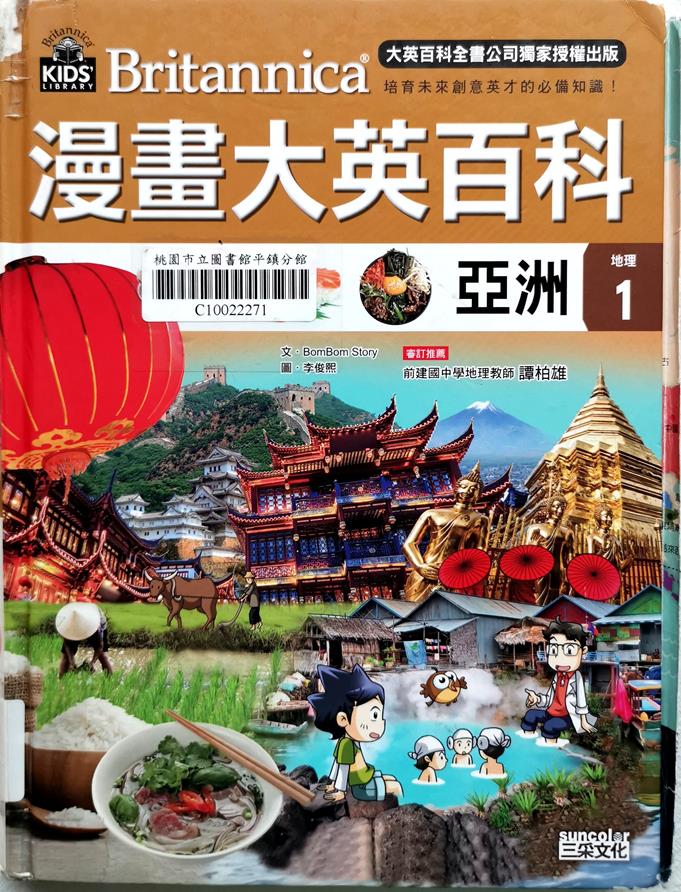 Britannica
KIDS'
LIBRARY
Britannica®
大英百科全書公司獨家授權出版
培育未來創意英才的必備知識！
漫畫大英百科
桃園市立圖書館平鎮分館
C10022271
亞洲
地理
1
文・BomBom Story
圖・李俊熙
審訂推薦
前建國中學地理教師 譚柏雄
suncolor
三采文化